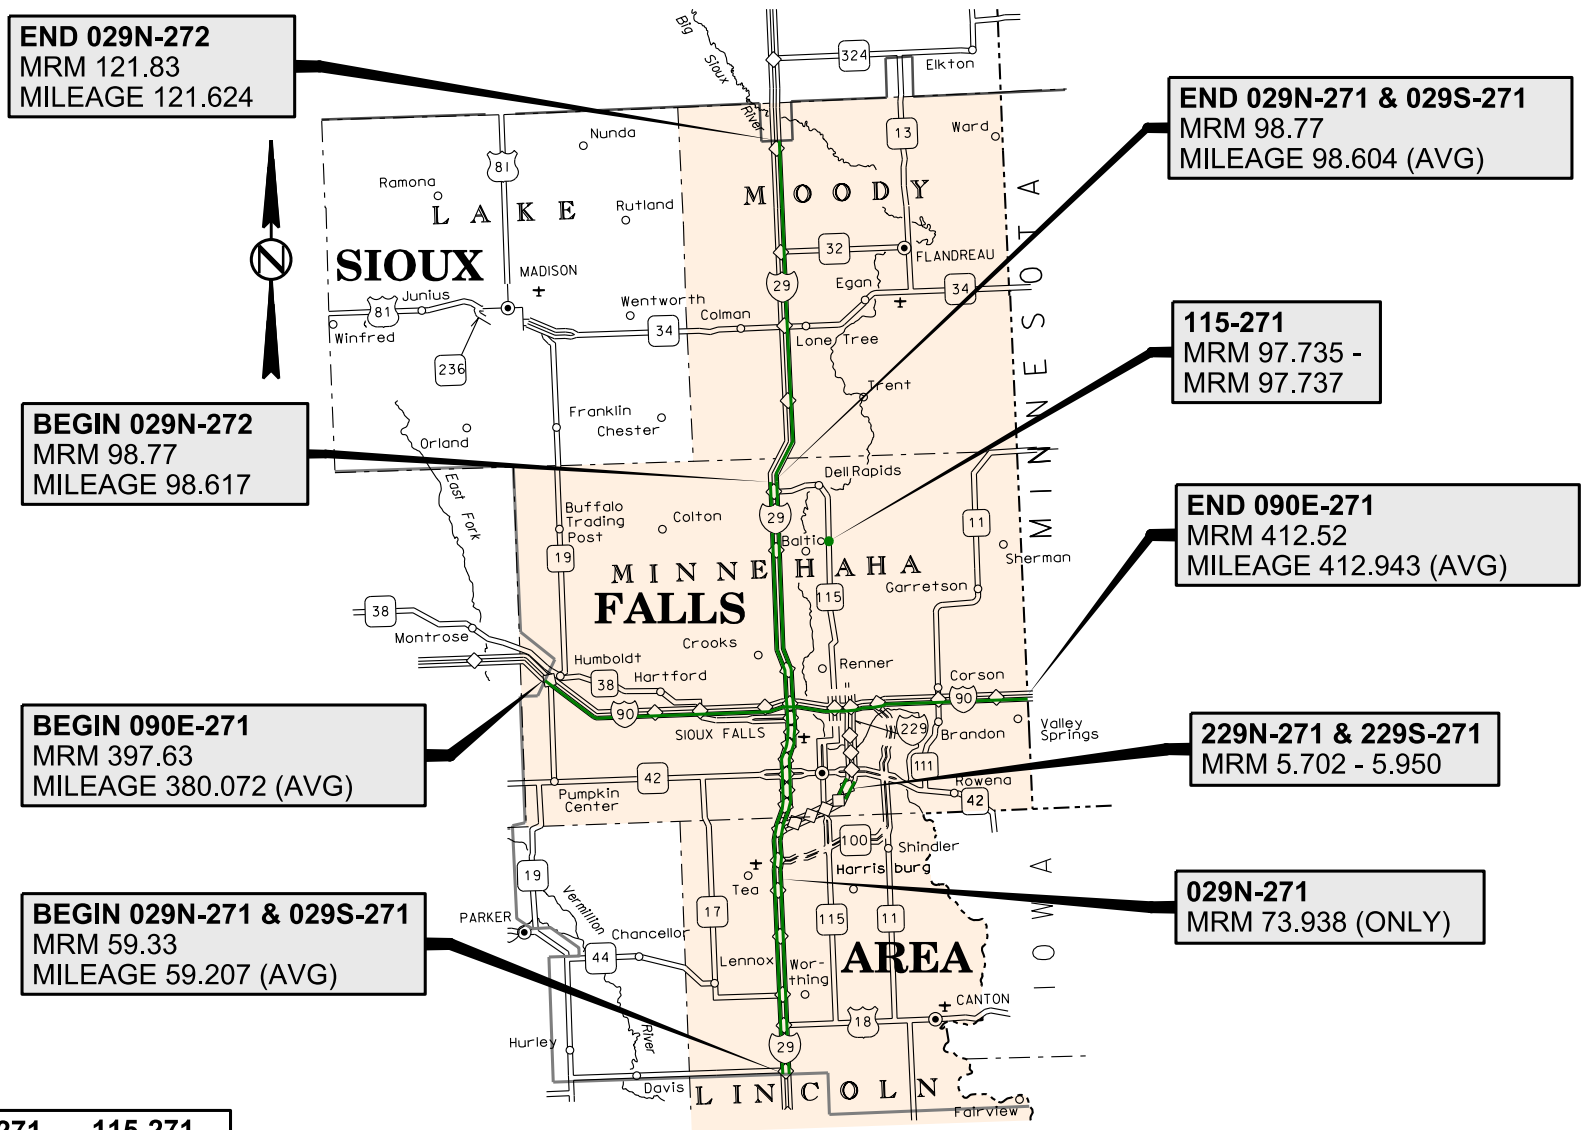 END 029N-272
MRM 121.83
MILEAGE 121.624
Big
Sioux
River
324
Elkton
END 029N-271 & 029S-271
MRM 98.77
MILEAGE 98.604 (AVG)
N
Nunda
81
Ramona
LAKE
Rutland
SIOUX
MADISON
81
Junius
Winfred
Wentworth
34
Colman
236
13
Ward
MOODY
32
FLANDREAU
29
Egan
34
Lone Tree
Trent
MINNESOTA
115-271
MRM 97.735 -
MRM 97.737
Franklin
Chester
Orland
BEGIN 029N-272
MRM 98.77
MILEAGE 98.617
East Fork
Dell Rapids
Buffalo
Trading
Post
Colton
29
Baltic
11
Sherman
19
MINNEHAHA
FALLS
Garretson
115
END 090E-271
MRM 412.52
MILEAGE 412.943 (AVG)
38
Montrose
Crooks
Humboldt
38
Hartford
Renner
Corson
90
90
SIOUX FALLS
229
Brandon
Valley
Springs
BEGIN 090E-271
MRM 397.63
MILEAGE 380.072 (AVG)
229N-271 & 229S-271
MRM 5.702 - 5.950
42
111
Rowena
42
Pumpkin
Center
100
Shindler
Harrisburg
19
Tea
Vermillion
River
17
115
11
IOWA
029N-271
MRM 73.938 (ONLY)
BEGIN 029N-271 & 029S-271
MRM 59.33
MILEAGE 59.207 (AVG)
PARKER
Chancellor
44
Lennox
Wor-
thing
AREA
CANTON
18
Hurley
29
Davis
LINCOLN
Fairview
271
115-271